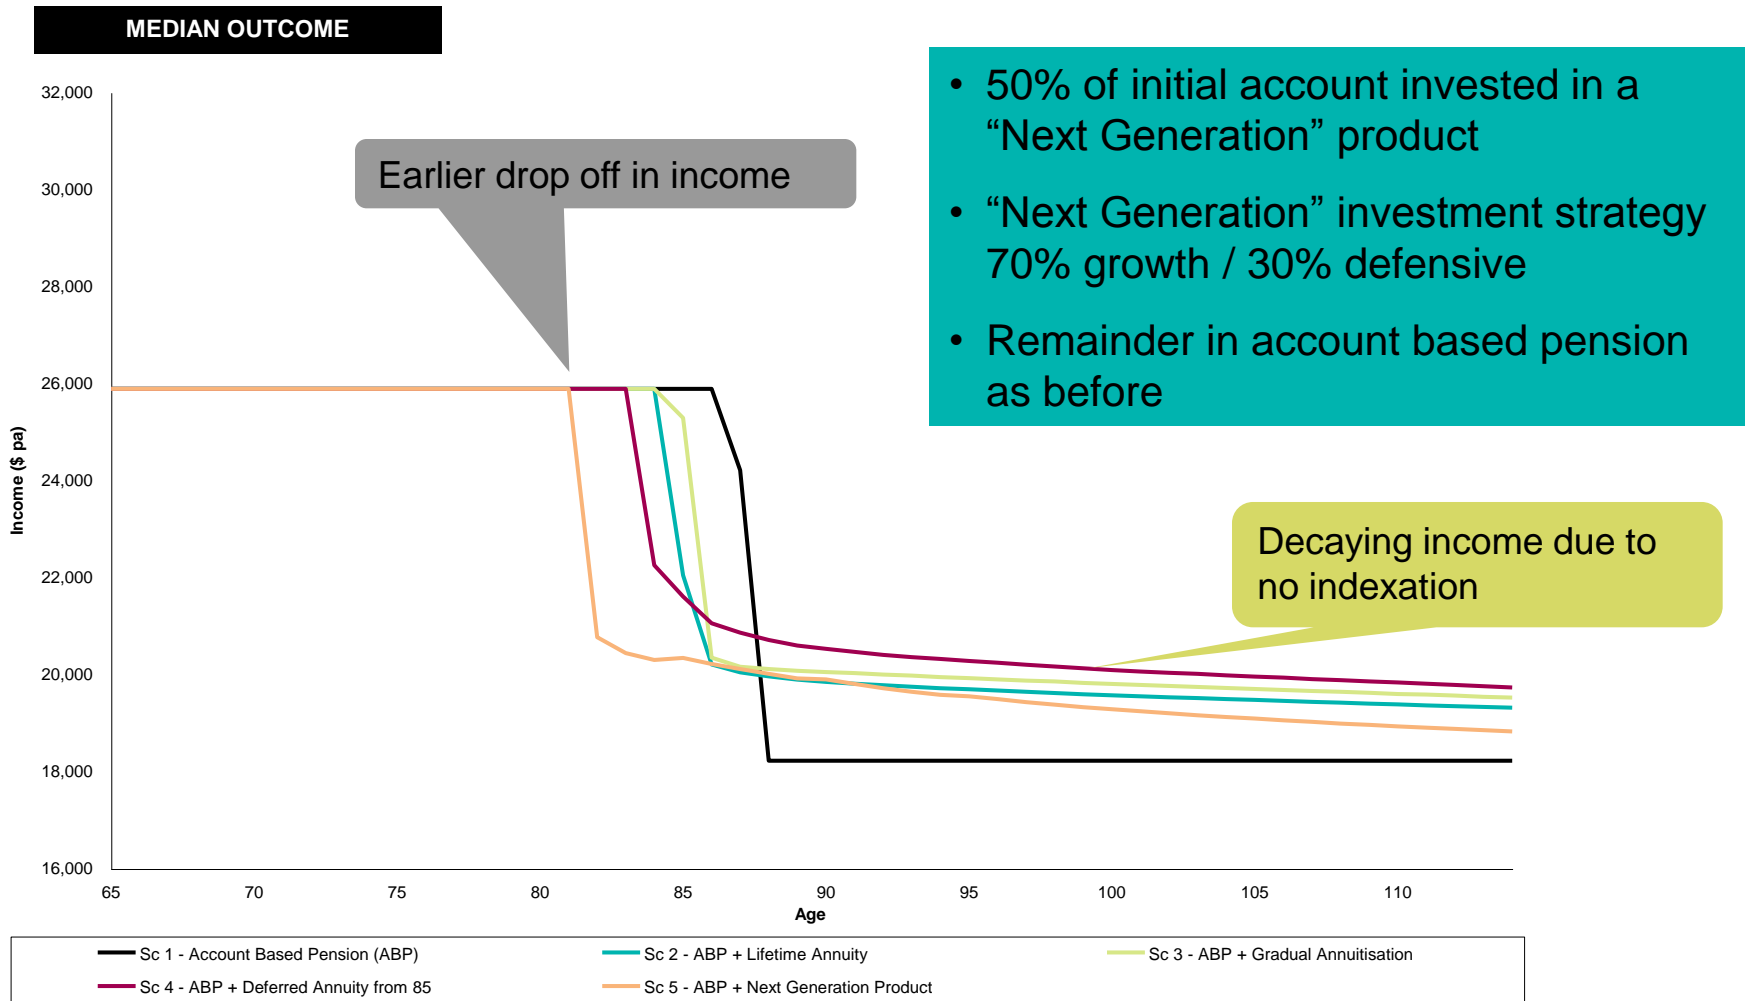 MEDIAN OUTCOME
• 50% of initial account invested in a
“Next Generation” product
• “Next Generation” investment strategy
70% growth / 30% defensive
• Remainder in account based pension
as before
Earlier drop off in income
Decaying income due to
no indexation
Income ($ pa)
32,000
30,000
28,000
26,000
24,000
22,000
20,000
18,000
16,000
65 70 75 80 85 90 95 100 105 110
Age
Sc 1 - Account Based Pension (ABP) Sc 2 - ABP + Lifetime Annuity Sc 3 - ABP + Gradual Annuitisation
Sc 4 - ABP + Deferred Annuity from 85 Sc 5 - ABP + Next Generation Product